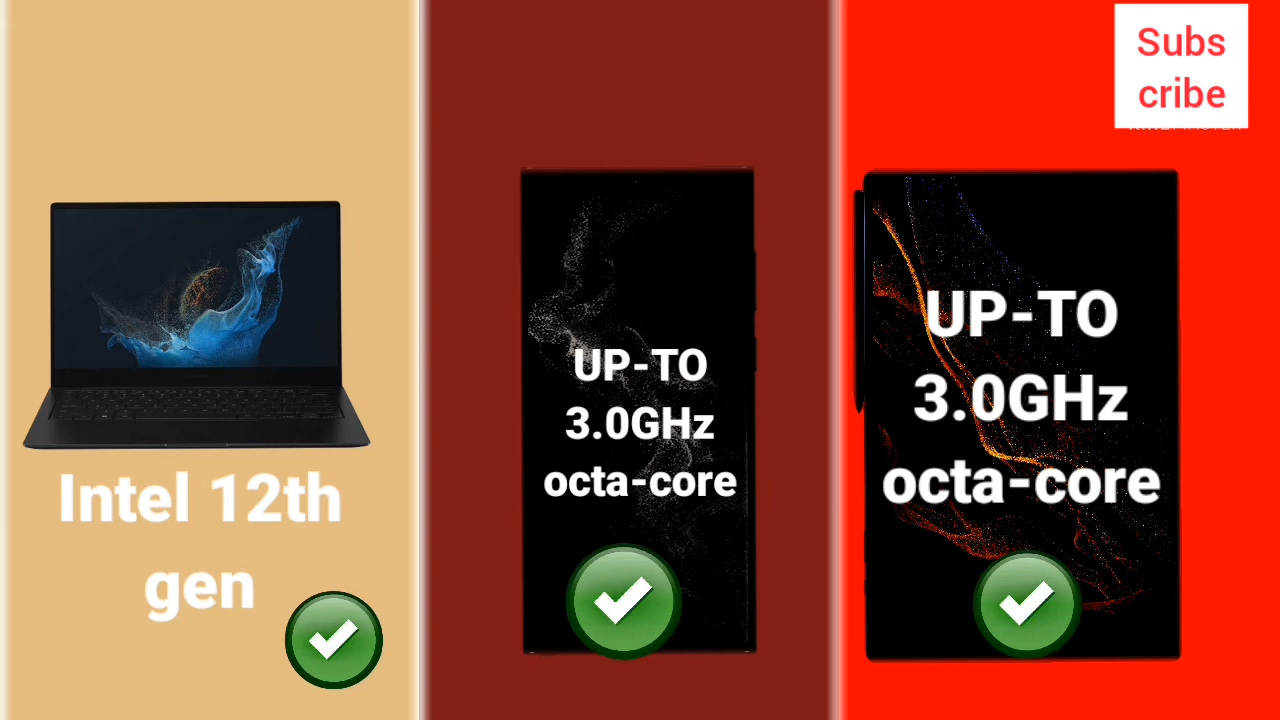 Subs
cribe
Intel 12th
gen
UP-TO
3.0GHz
octa-core
UP-TO
3.0GHz
octa-core